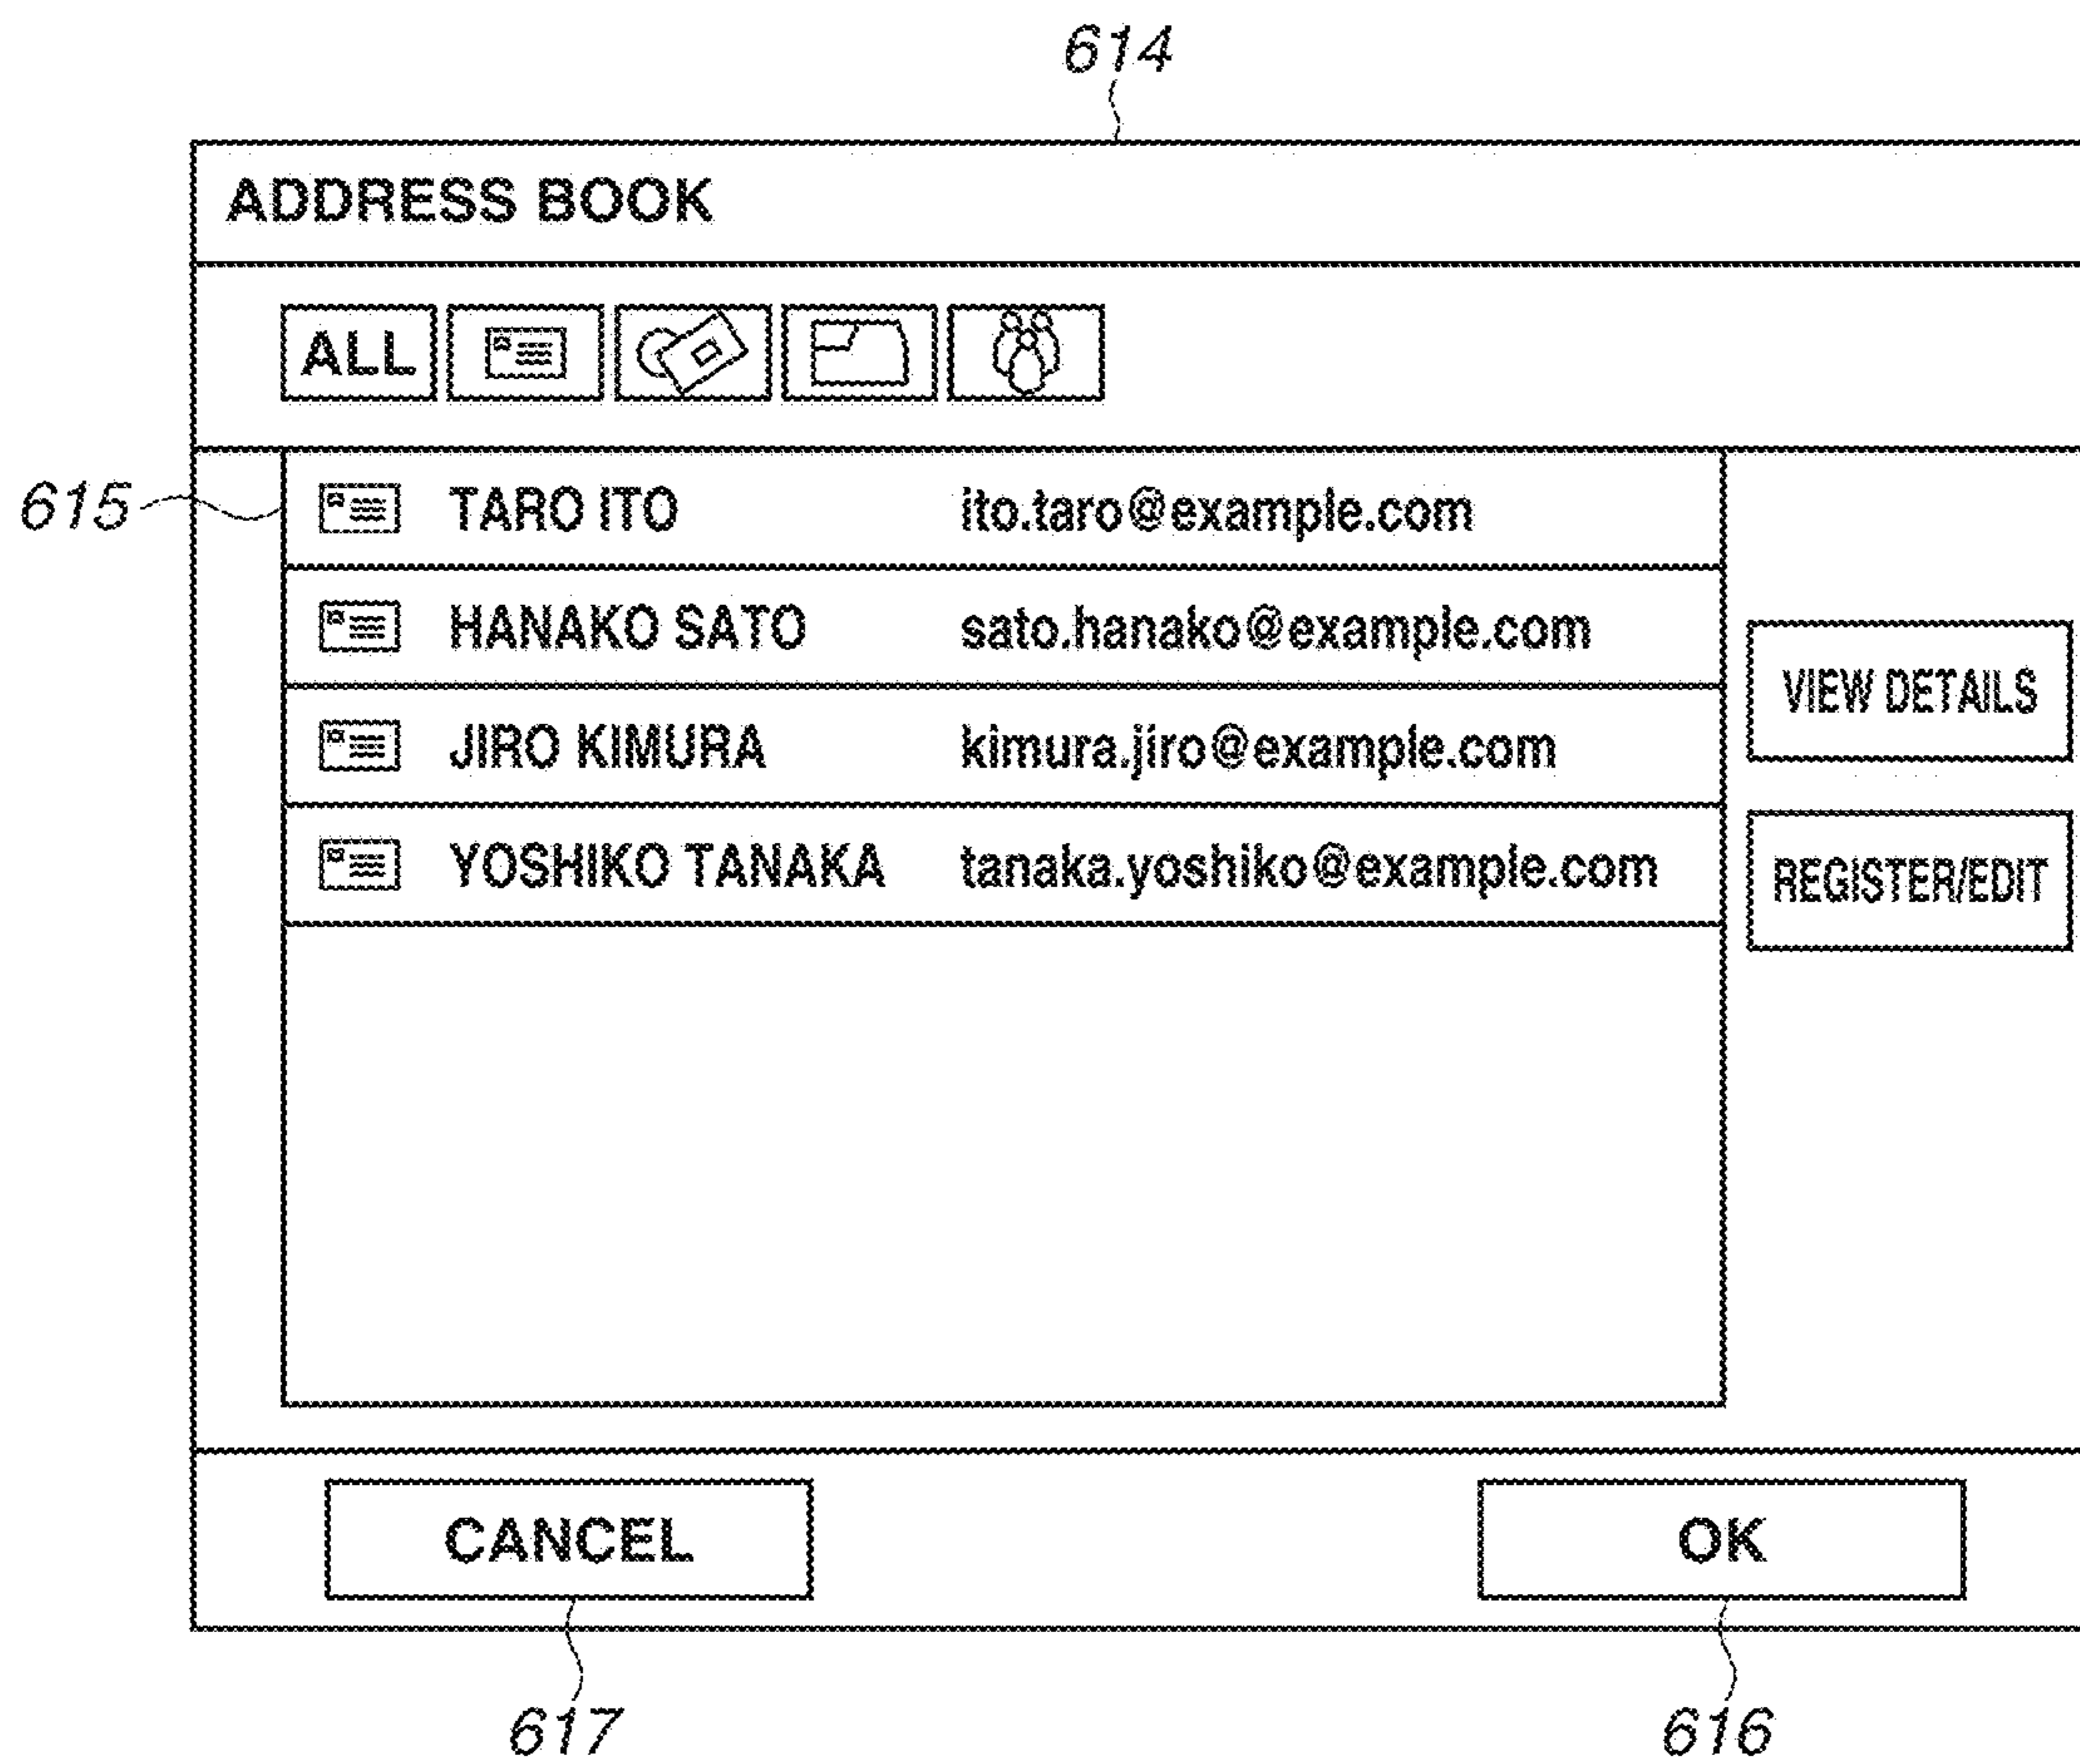 614
ADDRESS BOOK
ALL
615
TARO ITO ito.taro@example.com
HANAKO SATO sato.hanako@example.com
JIRO KIMURA kimura.jiro@example.com
YOSHIKO TANAKA tanaka.yoshiko@example.com
VIEW DETAILS
REGISTER/EDIT
CANCEL
OK
617
616